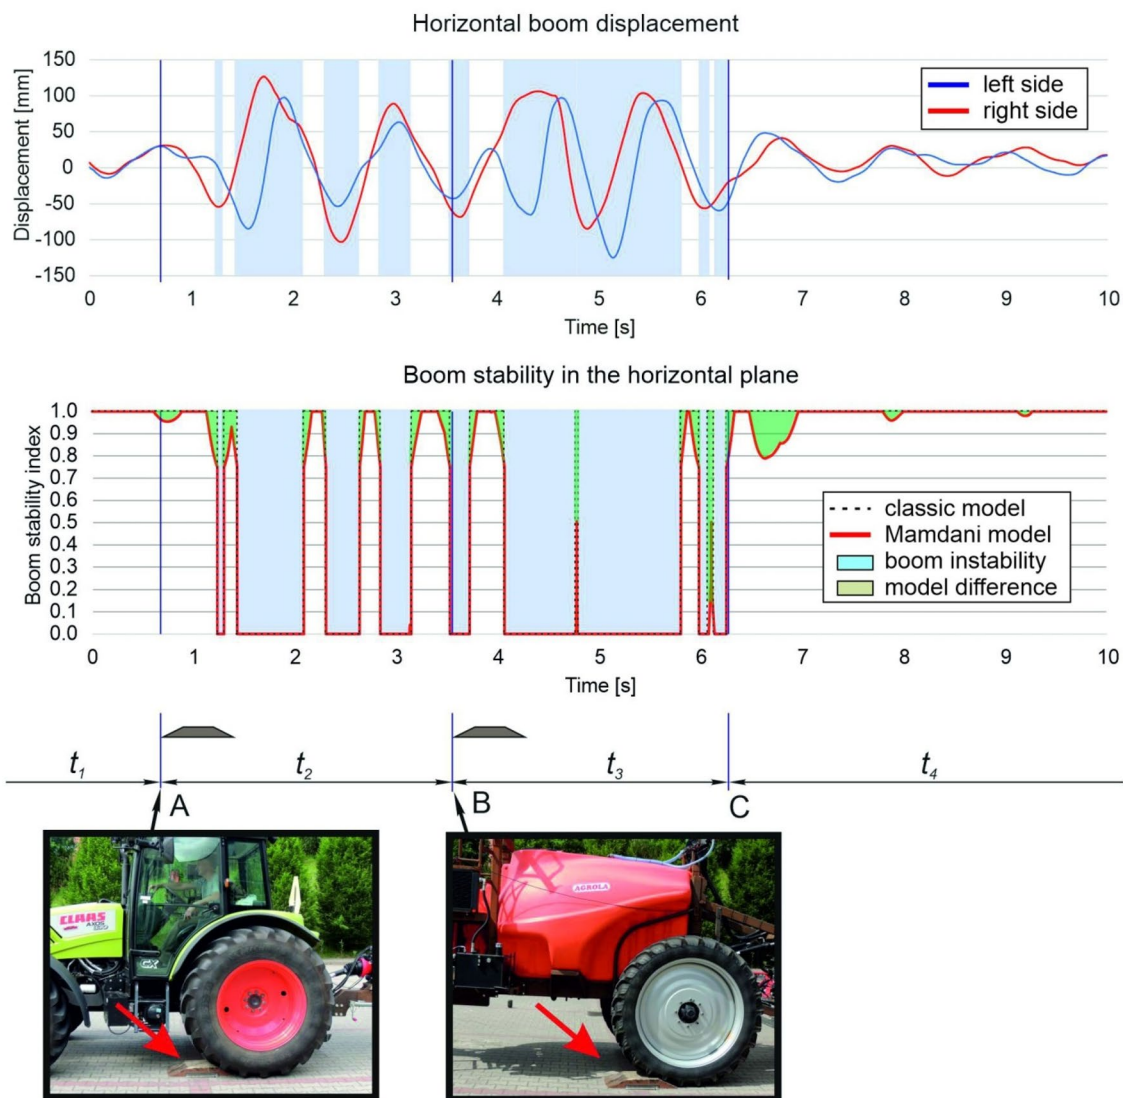 Horizontal boom displacement
Displacement [mm]
150
100
50
0
-50
-100
-150
left side
right side
0 1 2 3 4 5 6 7 8 9 10
Time [s]
Boom stability in the horizontal plane
Boom stability index
1.0
0.9
0.8
0.7
0.6
0.5
0.4
0.3
0.2
0.1
0.0
classic model
Mamdani model
boom instability
model difference
0 1 2 3 4 5 6 7 8 9 10
Time [s]
t1 t2 t3 t4
A B C
CLAAS
AXOS
AGROLA
CX